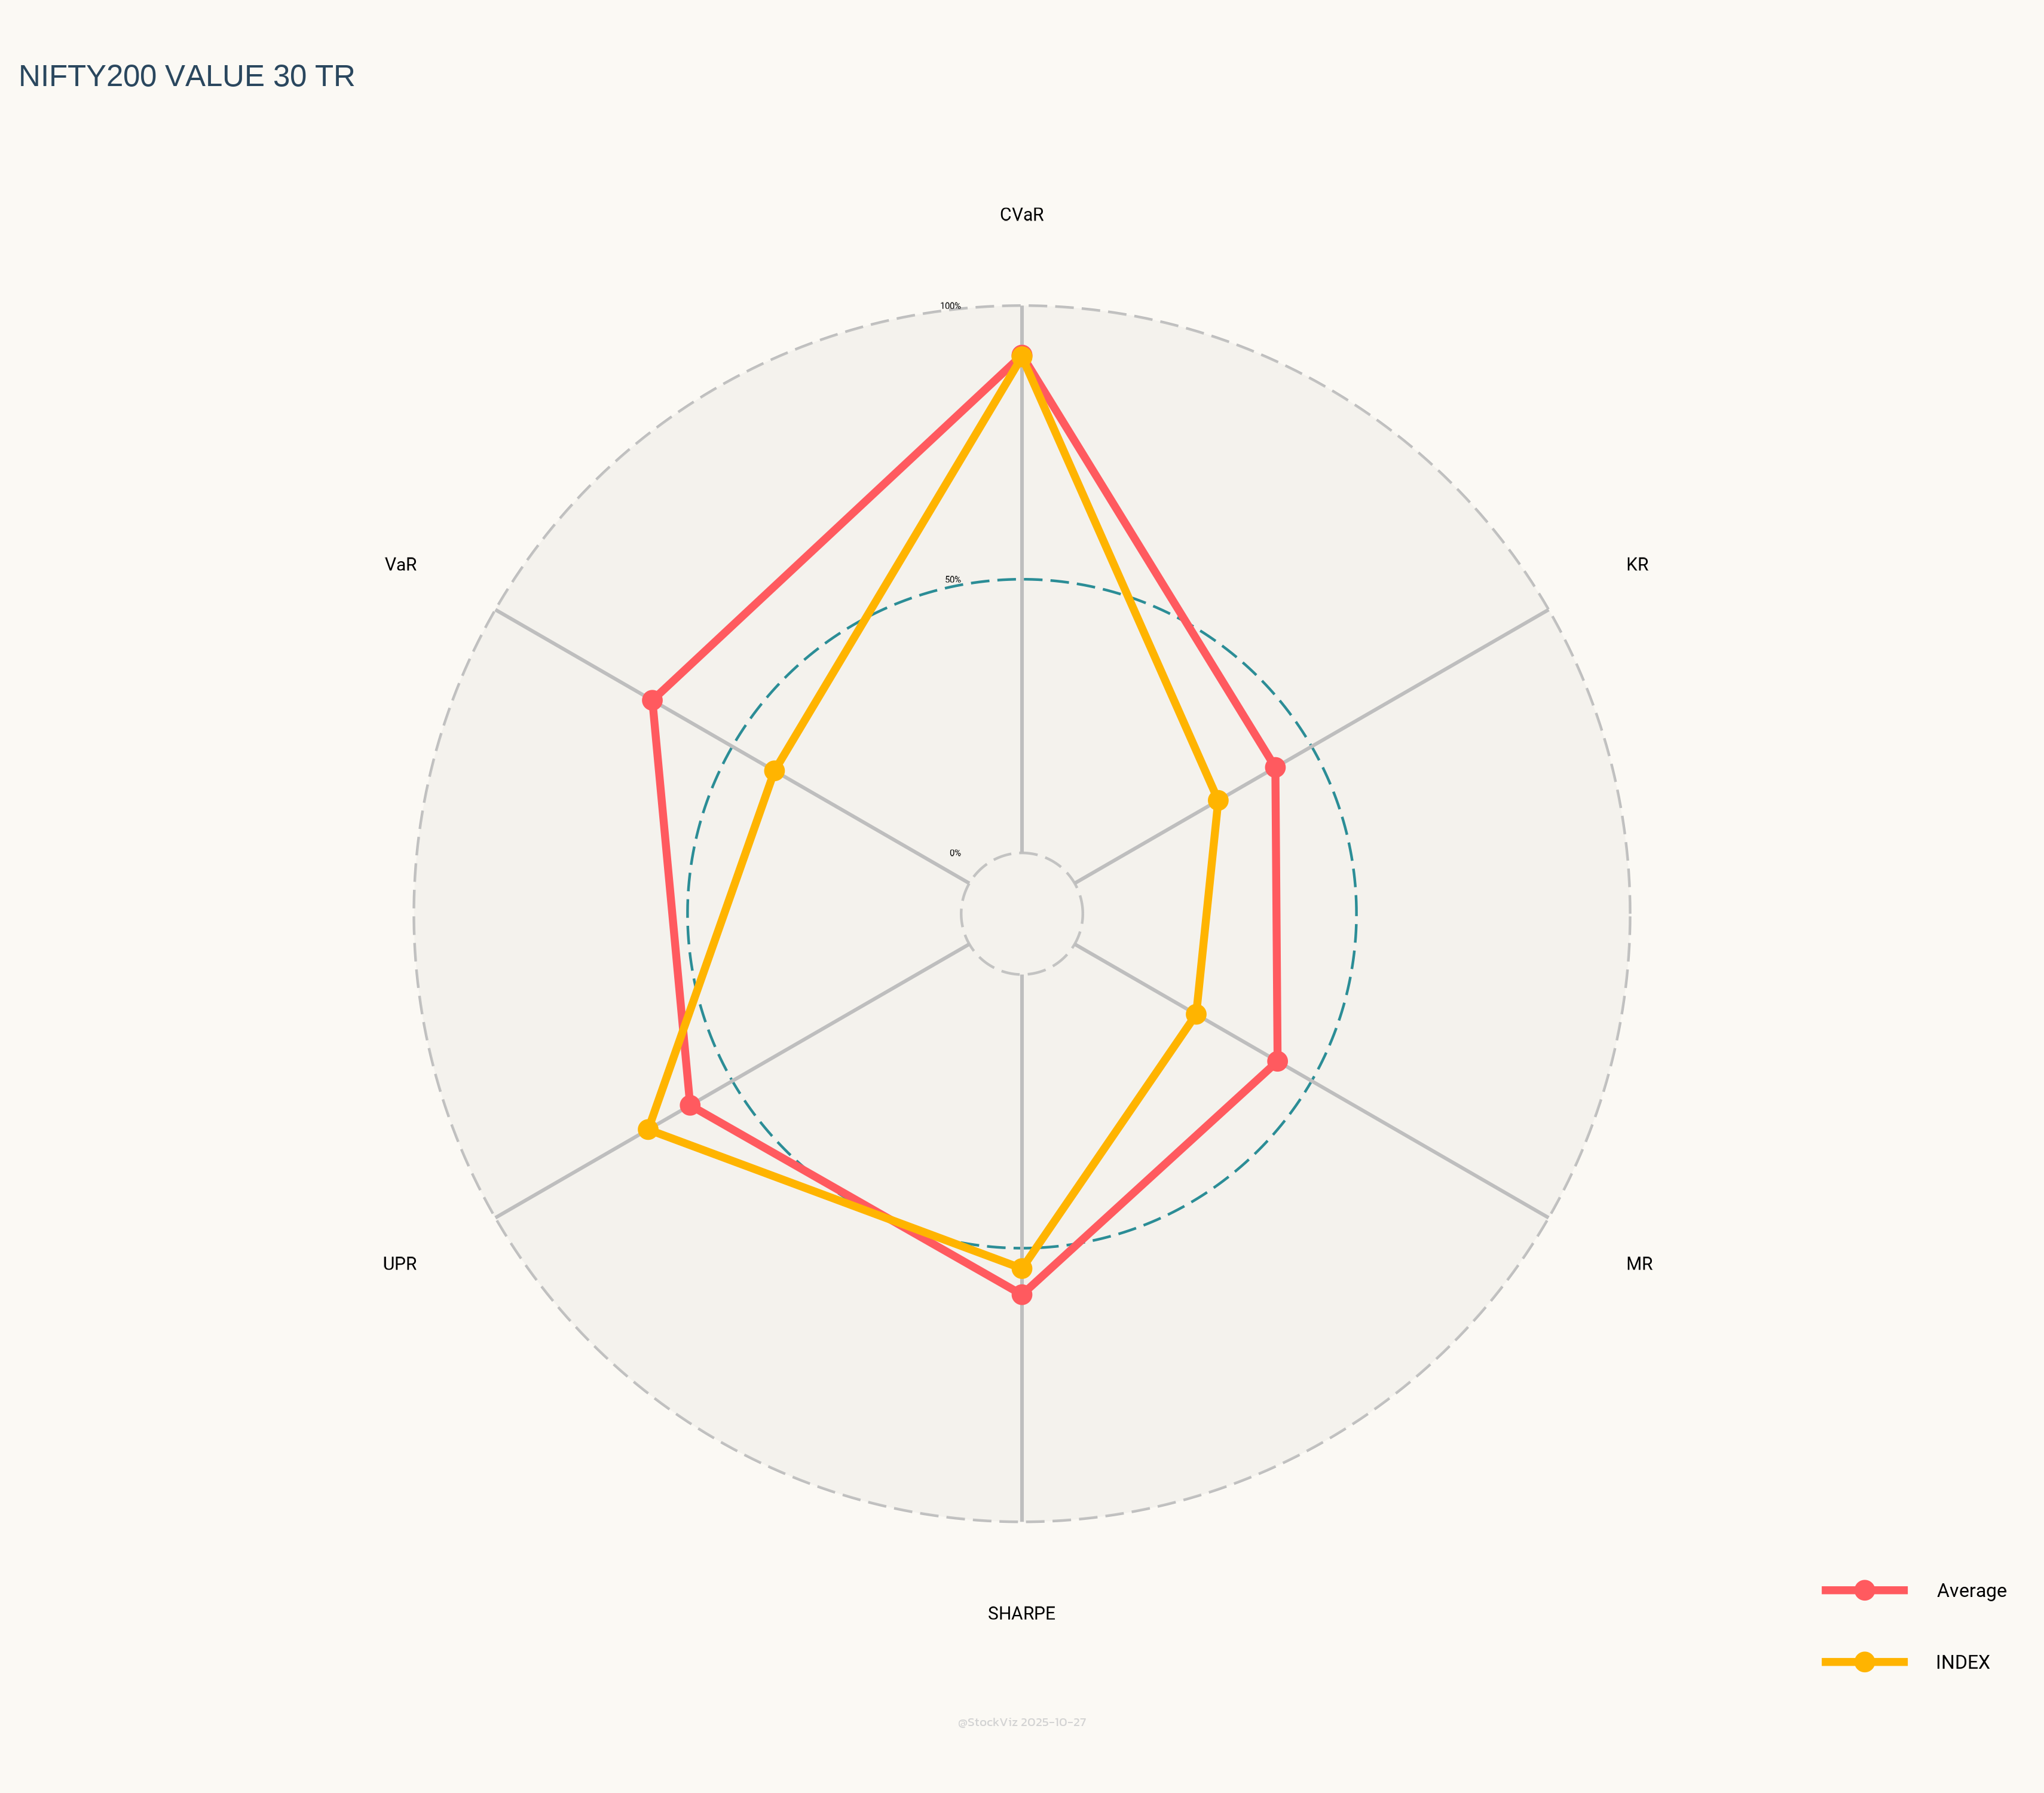 NIFTY200 VALUE 30 TR
CVaR
100%
KR
VaR
50%
0%
UPR
MR
SHARPE
Average
INDEX
@StockViz 2025-10-27